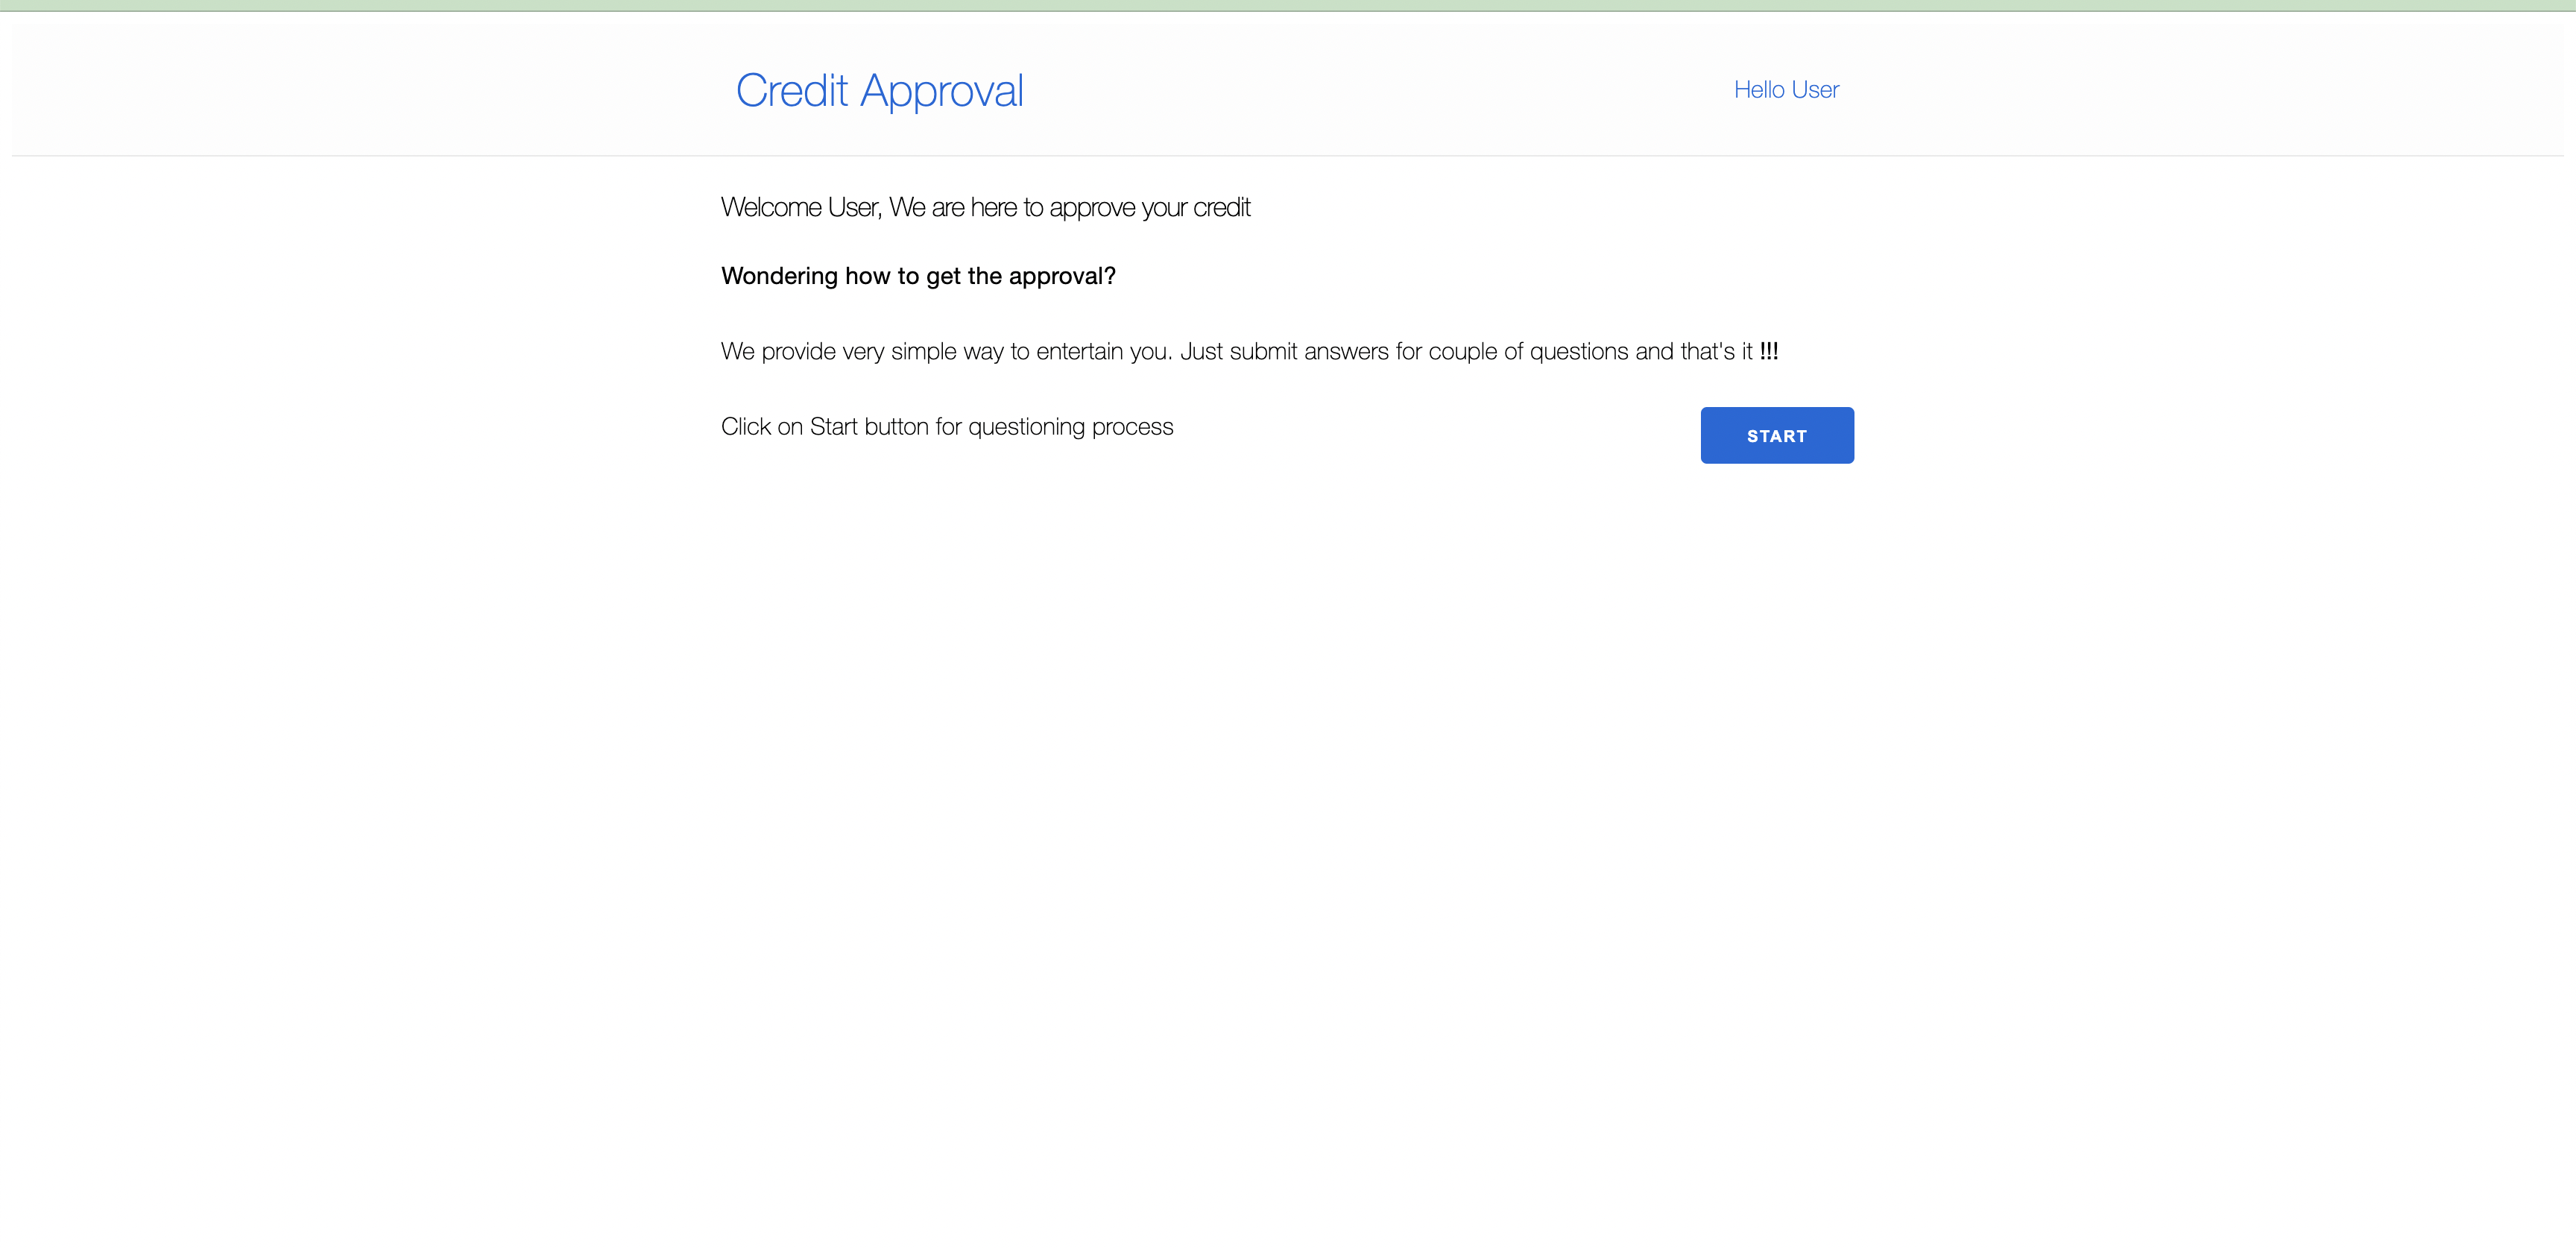 Credit Approval
Hello User
Welcome User, We are here to approve your credit
Wondering how to get the approval?
We provide very simple way to entertain you. Just submit answers for couple of questions and that's it !!!
Click on Start button for questioning process
START